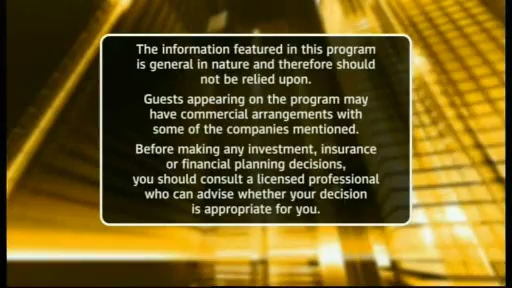 The information featured in this program
is general in nature and therefore should
not be relied upon.
Guests appearing on the program may
have commercial arrangements with
some of the companies mentioned.
Before making any investment, insurance
or financial planning decisions,
you should consult a licensed professional
who can advise whether your decision
is appropriate for you.